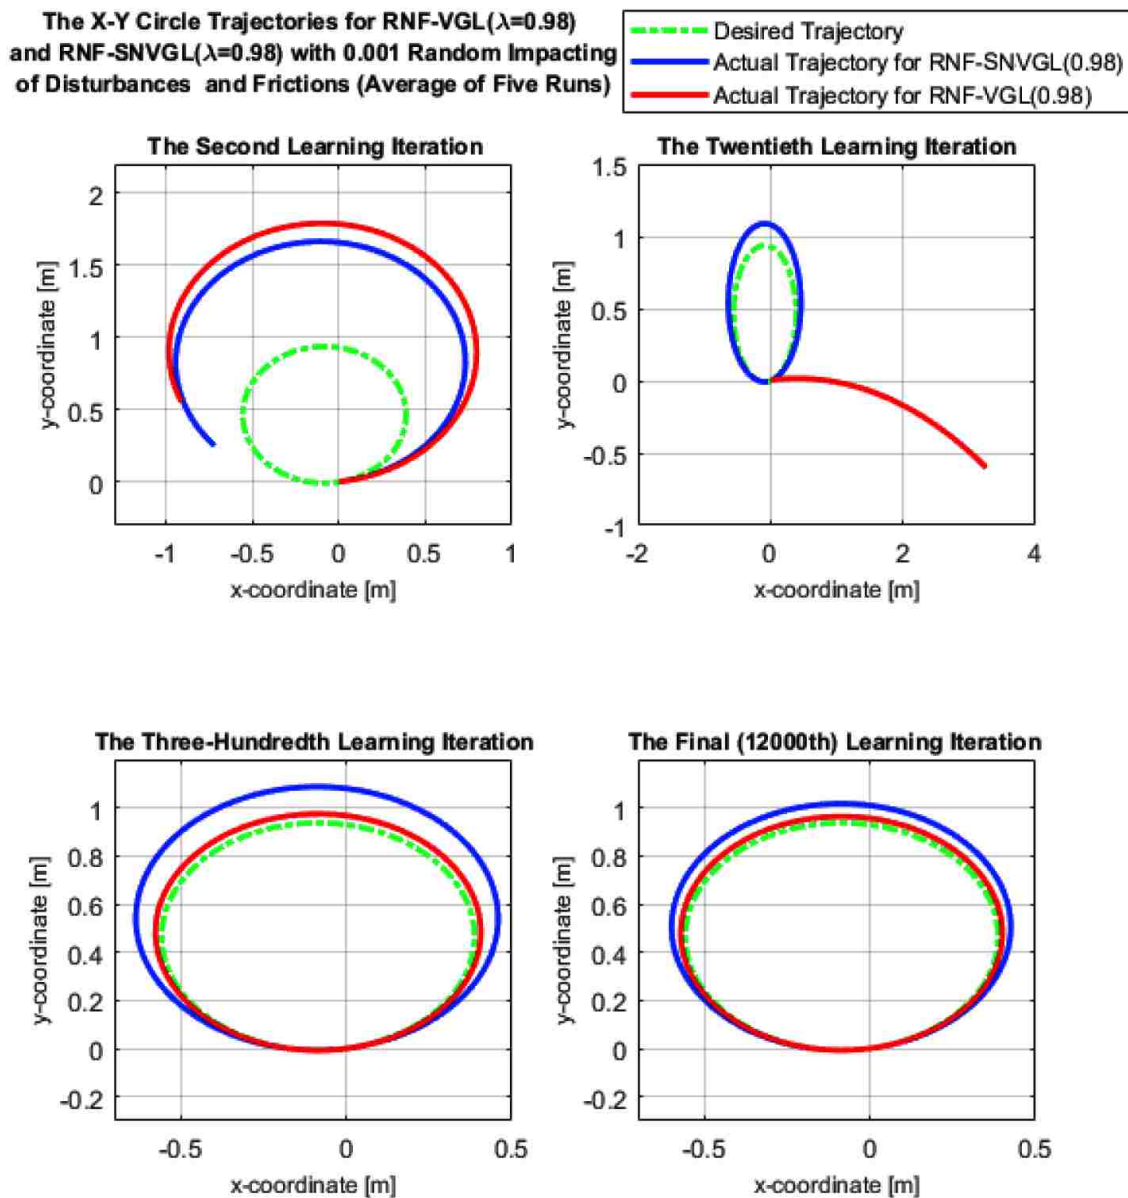 The X-Y Circle Trajectories for RNF-VGL(λ=0.98)
and RNF-SNVGL(λ=0.98) with 0.001 Random Impacting
of Disturbances and Frictions (Average of Five Runs)
Desired Trajectory
Actual Trajectory for RNF-SNVGL(0.98)
Actual Trajectory for RNF-VGL(0.98)
The Second Learning Iteration
2
1.5
1
0.5
0
y-coordinate [m]
-1
-0.5
0
0.5
1
x-coordinate [m]
The Twentieth Learning Iteration
1.5
1
0.5
0
-0.5
-1
y-coordinate [m]
-2
0
2
4
x-coordinate [m]
The Three-Hundredth Learning Iteration
1
0.8
0.6
0.4
0.2
0
-0.2
y-coordinate [m]
-0.5
0
0.5
x-coordinate [m]
The Final (12000th) Learning Iteration
1
0.8
0.6
0.4
0.2
0
-0.2
y-coordinate [m]
-0.5
0
0.5
x-coordinate [m]